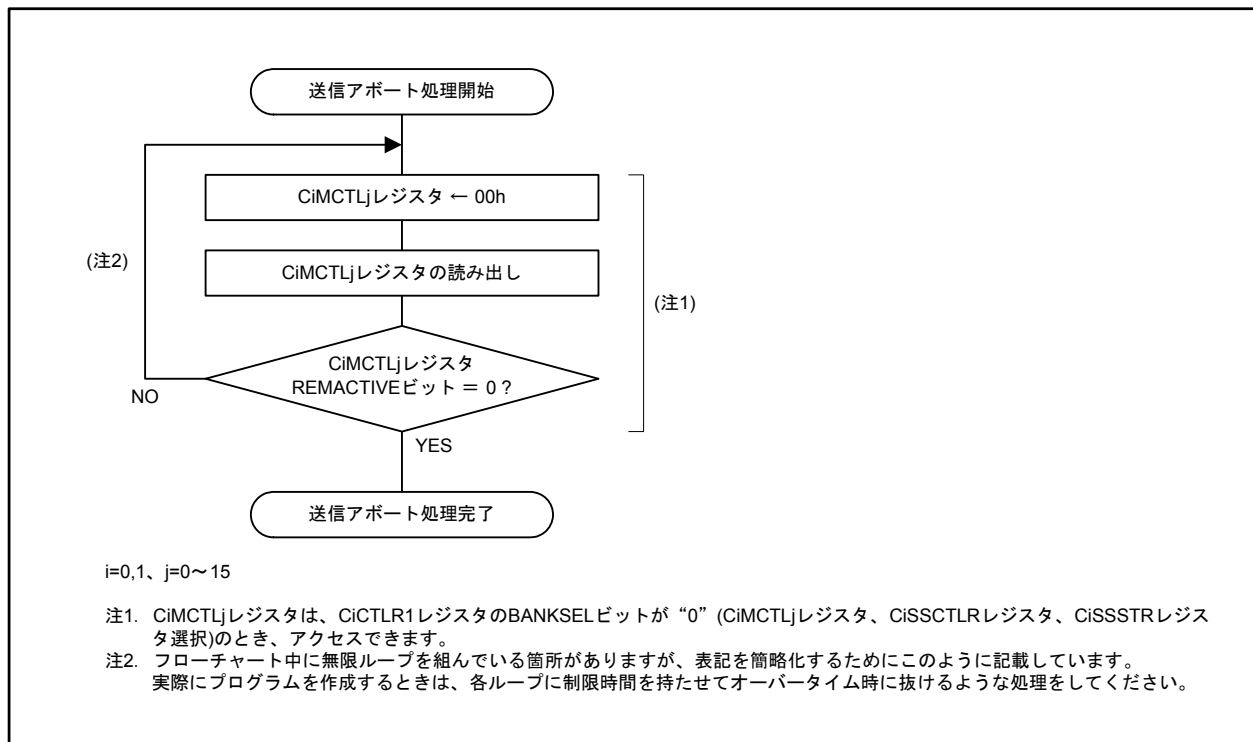 送信アボート処理開始
CiMCTLjレジスタ ← 00h
(注2)
CiMCTLjレジスタの読み出し
(注1)
CiMCTLjレジスタ
REMACTIVEビット = 0 ?
NO
YES
送信アボート処理完了
i=0,1、j=0～15
注1. CiMCTLjレジスタは、CiCTLR1レジスタのBANKSELビットが“0”(CiMCTLjレジスタ、CiSSCTLRレジスタ、CiSSSTRレジス
タ選択)のとき、アクセスできます。
注2. フローチャート中に無限ループを組んでいる箇所がありますが、表記を簡略化するためにこのように記載しています。
実際にプログラムを作成するときは、各ループに制限時間を持たせてオーバータイム時に抜けるような処理をしてください。